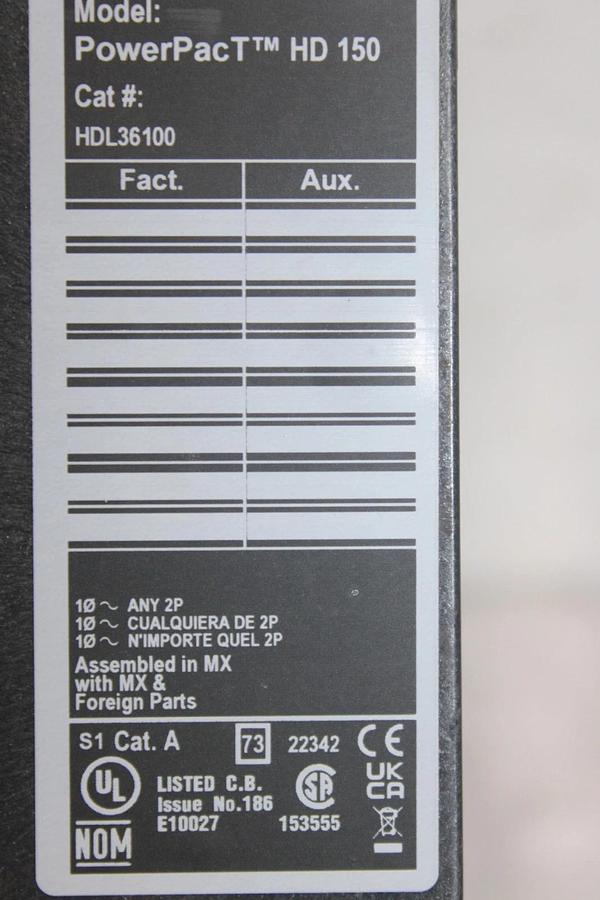 Model:
PowerPacT™ HD 150
Cat #:
HDL36100
Fact. Aux.
1Ø ~ ANY 2P
1Ø ~ CUALQUIERA DE 2P
1Ø ~ N'IMPORTE QUEL 2P
Assembled in MX
with MX &
Foreign Parts
S1 Cat. A 73 22342 CE
UL LISTED C.B. SA UK
CA
Issue No.186
E10027 153555
NOM